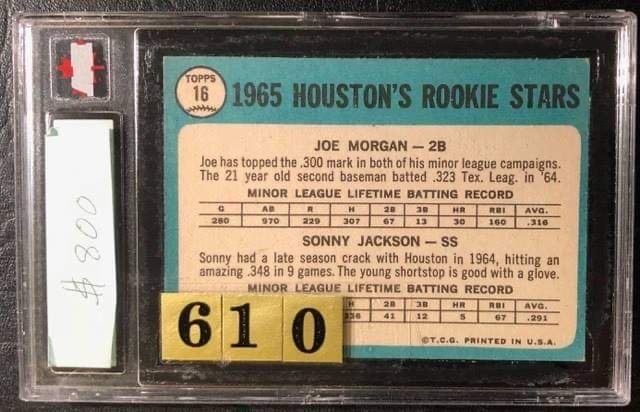 TOPPS
16
1965 HOUSTON'S ROOKIE STARS
JOE MORGAN — 2B
Joe has topped the .300 mark in both of his minor league campaigns.
The 21 year old second baseman batted .323 Tex. Leag. in '64.
MINOR LEAGUE LIFETIME BATTING RECORD
G AB R H 2B 3B HR RBI AVG.
280 970 229 307 67 13 30 160 .316
SONNY JACKSON — SS
Sonny had a late season crack with Houston in 1964, hitting an
amazing .348 in 9 games. The young shortstop is good with a glove.
MINOR LEAGUE LIFETIME BATTING RECORD
H 2B 3B HR RBI AVG.
336 41 12 5 67 .291
©T.C.G. PRINTED IN U.S.A.
$800
610